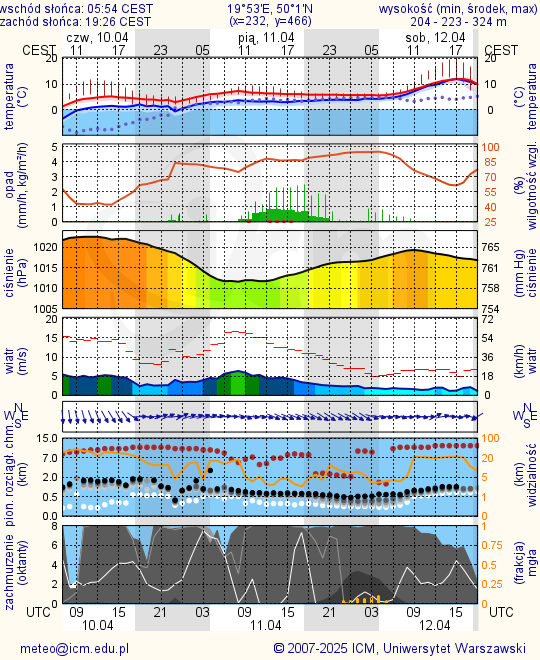 wschód słońca: 05:54 CEST 19°53'E, 50°1'N wysokość (min, środek, max)
zachód słońca: 19:26 CEST (x=232, y=466) 204 - 223 - 324 m
czw, 10.04 pią, 11.04 sob, 12.04
CEST 11 17 23 05 11 17 23 05 11 CEST
temperatura (°C) 20 10 0 20 10 0 temperatura (°C)
opad (mm/h, kg/m²/h) 5 4 3 2 1 0 100 85 70 55 40 25 (%) wilgotność wzgl.
ciśnienie (hPa) 1020 1015 1010 1005 765 761 758 754 (mm Hg) ciśnienie
wiatr (m/s) 20 15 10 5 0 72 54 36 18 0 (km/h) wiatr
N W E S N W E S
pion. rozciągł. chm. (km) 15.0 7.0 2.0 0.5 0.0 100 20 5 1 0 (km) widzialność
zachmurzenie (oktanty) 8 6 4 2 0 1 0.75 0.5 0.25 0 (frakcja) mgła
UTC 09 15 21 03 09 15 21 03 09 15 UTC
10.04 11.04 12.04
meteo@icm.edu.pl © 2007-2025 ICM, Uniwersytet Warszawski